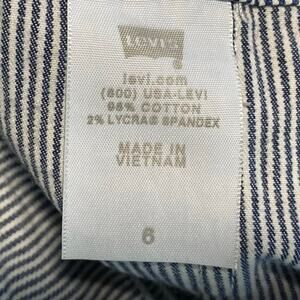 Levi's
levi.com
(800) USA-LEVI
98% COTTON
2% LYCRA® SPANDEX
MADE IN
VIETNAM
6